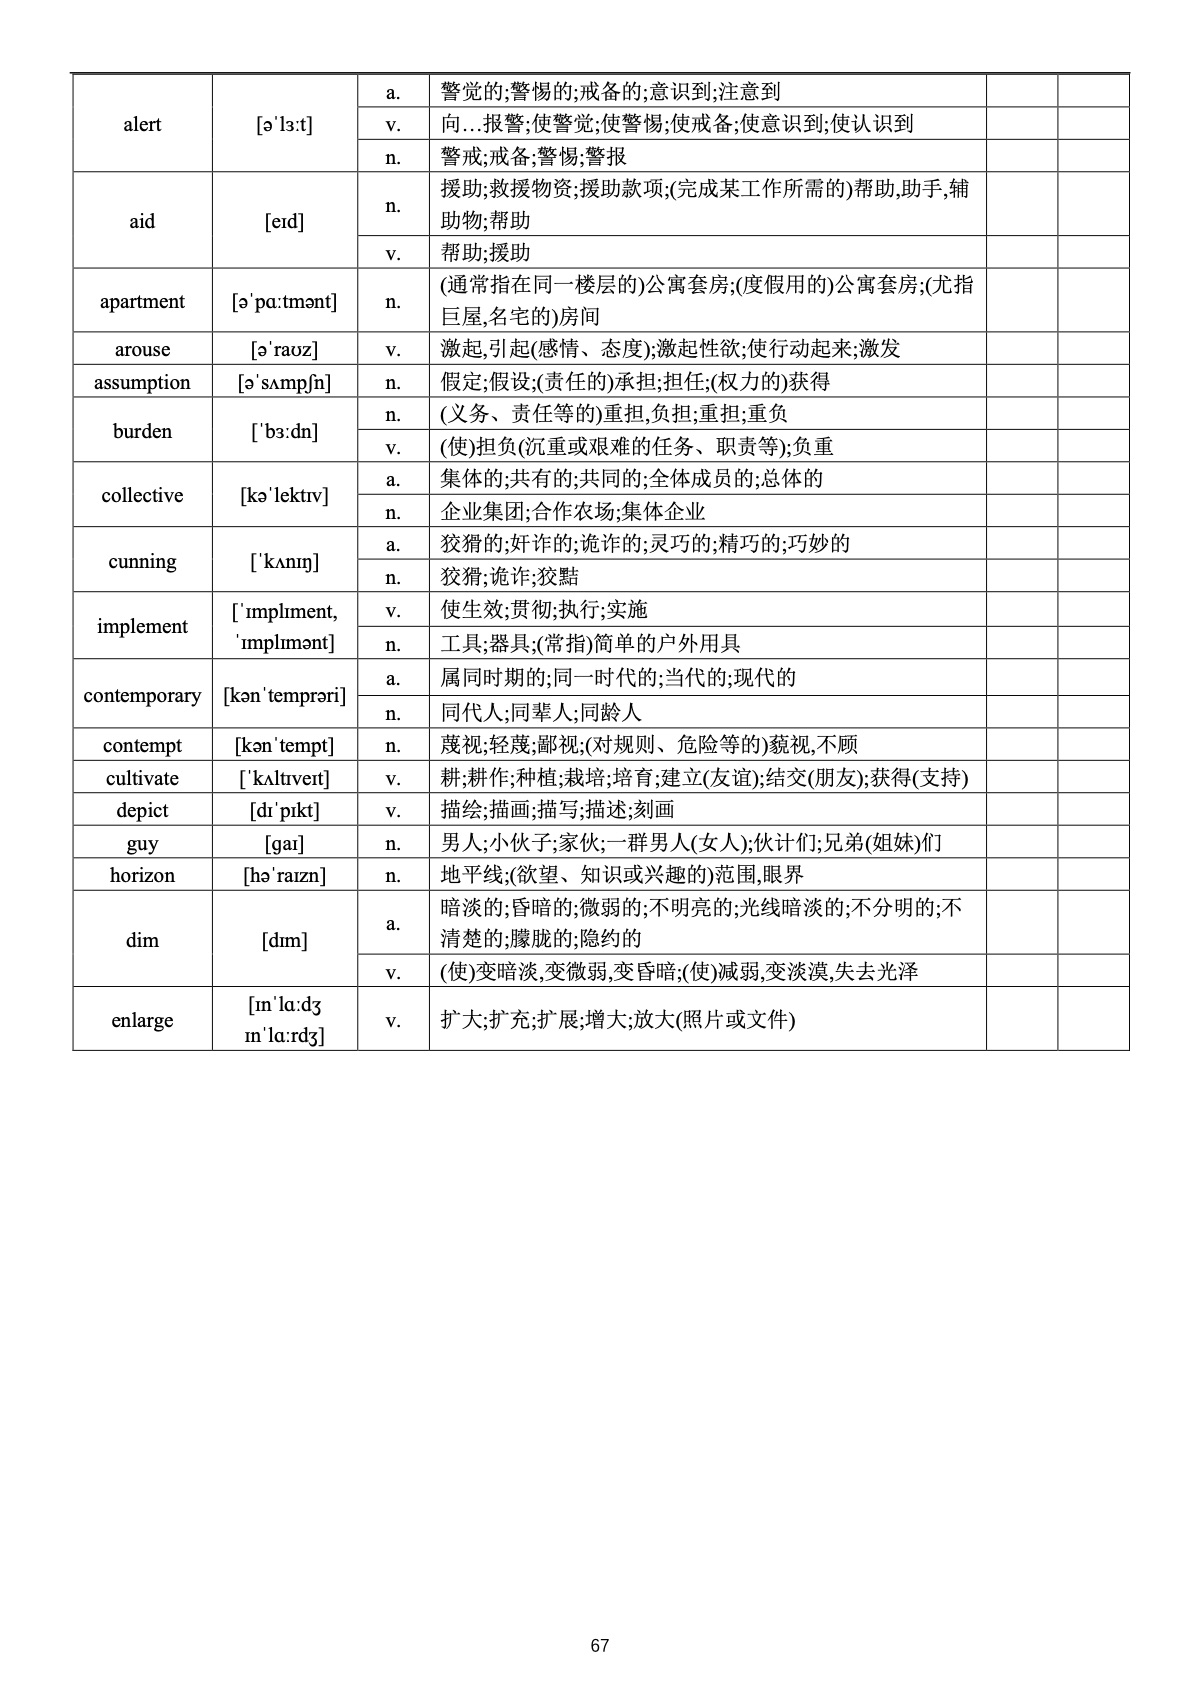 alert [əˈlɜːt] a. 警觉的;警惕的;戒备的;意识到;注意到
v. 向…报警;使警觉;使警惕;使戒备;使意识到;使认识到
n. 警戒;戒备;警惕;警报
aid [eɪd] n. 援助;救援物资;援助款项;(完成某工作所需的)帮助,助手,辅
助物;帮助
v. 帮助;援助
apartment [əˈpɑːtmənt] n. (通常指在同一楼层的)公寓套房;(度假用的)公寓套房;(尤指
巨屋,名宅的)房间
arouse [əˈraʊz] v. 激起,引起(感情、态度);激起性欲;使行动起来;激发
assumption [əˈsʌmpʃn] n. 假定;假设;(责任的)承担;担任;(权力的)获得
burden [ˈbɜːdn] n. (义务、责任等的)重担,负担;重担;重负
v. (使)担负(沉重或艰难的任务、职责等);负重
collective [kəˈlektɪv] a. 集体的;共有的;共同的;全体成员的;总体的
n. 企业集团;合作农场;集体企业
cunning [ˈkʌnɪŋ] a. 狡猾的;奸诈的;诡诈的;灵巧的;精巧的;巧妙的
n. 狡猾;诡诈;狡黠
implement [ˈɪmplɪment, v. 使生效;贯彻;执行;实施
ˈɪmplɪmənt] n. 工具;器具;(常指)简单的户外用具
contemporary [kənˈtemprəri] a. 属同时期的;同一时代的;当代的;现代的
n. 同代人;同辈人;同龄人
contempt [kənˈtempt] n. 蔑视;轻蔑;鄙视;(对规则、危险等的)藐视,不顾
cultivate [ˈkʌltɪveɪt] v. 耕;耕作;种植;栽培;培育;建立(友谊);结交(朋友);获得(支持)
depict [dɪˈpɪkt] v. 描绘;描画;描写;描述;刻画
guy [ɡaɪ] n. 男人;小伙子;家伙;一群男人(女人);伙计们;兄弟(姐妹)们
horizon [həˈraɪzn] n. 地平线;(欲望、知识或兴趣的)范围,眼界
dim [dɪm] a. 暗淡的;昏暗的;微弱的;不明亮的;光线暗淡的;不分明的;不
清楚的;朦胧的;隐约的
v. (使)变暗淡,变微弱,变昏暗;(使)减弱,变淡漠,失去光泽
enlarge [ɪnˈlɑːdʒ v. 扩大;扩充;扩展;增大;放大(照片或文件)
ɪnˈlɑːrdʒ]
67